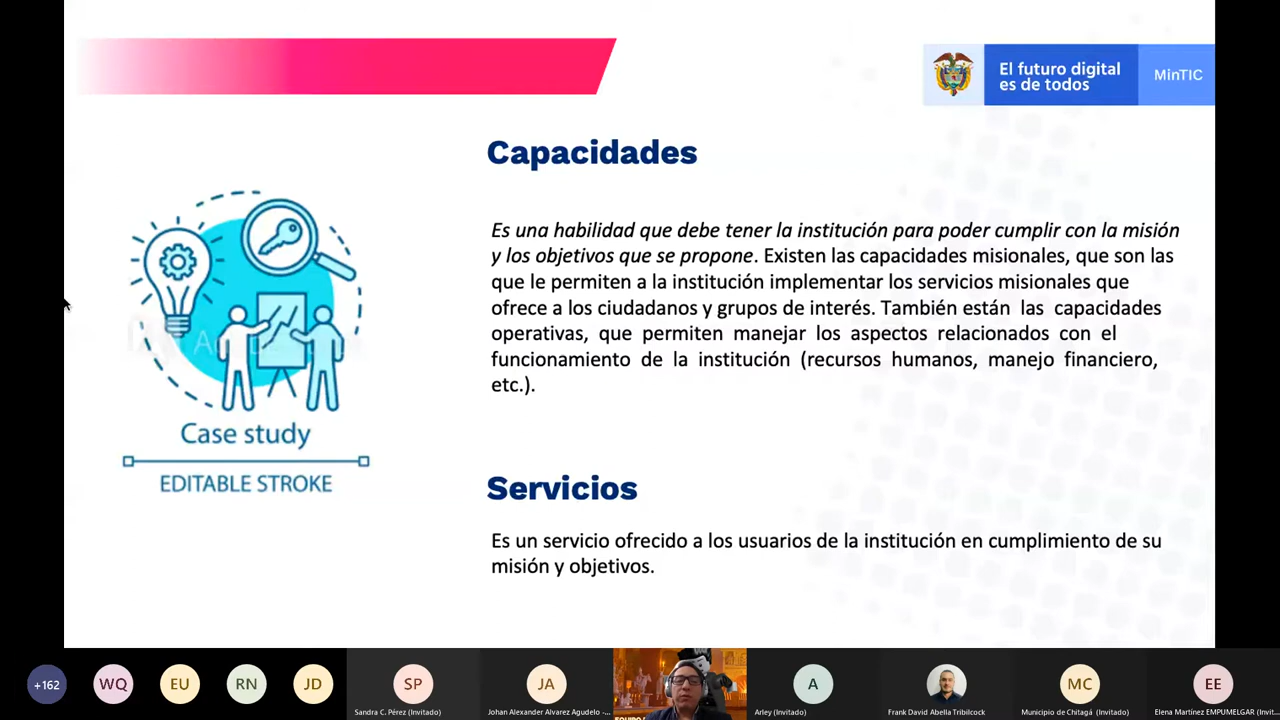 El futuro digital
es de todos
MinTIC
Capacidades
Es una habilidad que debe tener la institución para poder cumplir con la misión
y los objetivos que se propone. Existen las capacidades misionales, que son las
que le permiten a la institución implementar los servicios misionales que
ofrece a los ciudadanos y grupos de interés. También están las capacidades
operativas, que permiten manejar los aspectos relacionados con el
funcionamiento de la institución (recursos humanos, manejo financiero,
etc.).
Case study
EDITABLE STROKE
Servicios
Es un servicio ofrecido a los usuarios de la institución en cumplimiento de su
misión y objetivos.
+162
WQ
EU
RN
JD
SP
JA
A
MC
EE
Sandra C. Pérez (Invitado)
Johan Alexander Alvarez Agudelo -...
Arley (Invitado)
Frank David Abella Tribilcock
Municipio de Chitagá (Invitado)
Elena Martínez EMPUMELGAR (Invit...